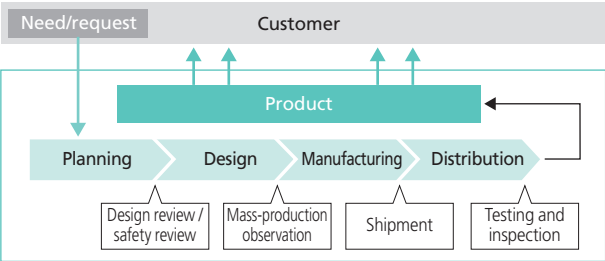 Need/request
Customer
Product
Planning
Design
Manufacturing
Distribution
Design review /
safety review
Mass-production
observation
Shipment
Testing and
inspection